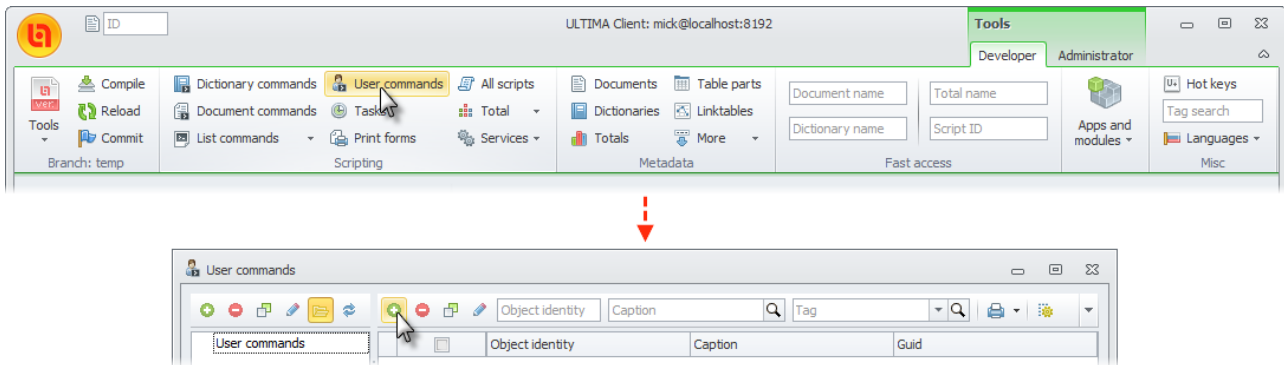 ID
ULTIMA Client: mick@localhost:8192
Tools
Developer
Administrator
ver.
Tools
Compile
Reload
Commit
Branch: temp
Dictionary commands
User commands
All scripts
Document commands
Tasks
Total
List commands
Print forms
Services
Scripting
Documents
Table parts
Dictionaries
Linktables
Totals
More
Metadata
Document name
Total name
Dictionary name
Script ID
Fast access
Apps and
modules
Hot keys
Tag search
Languages
Misc
User commands
Object identity
Caption
Tag
User commands
Object identity
Caption
Guid